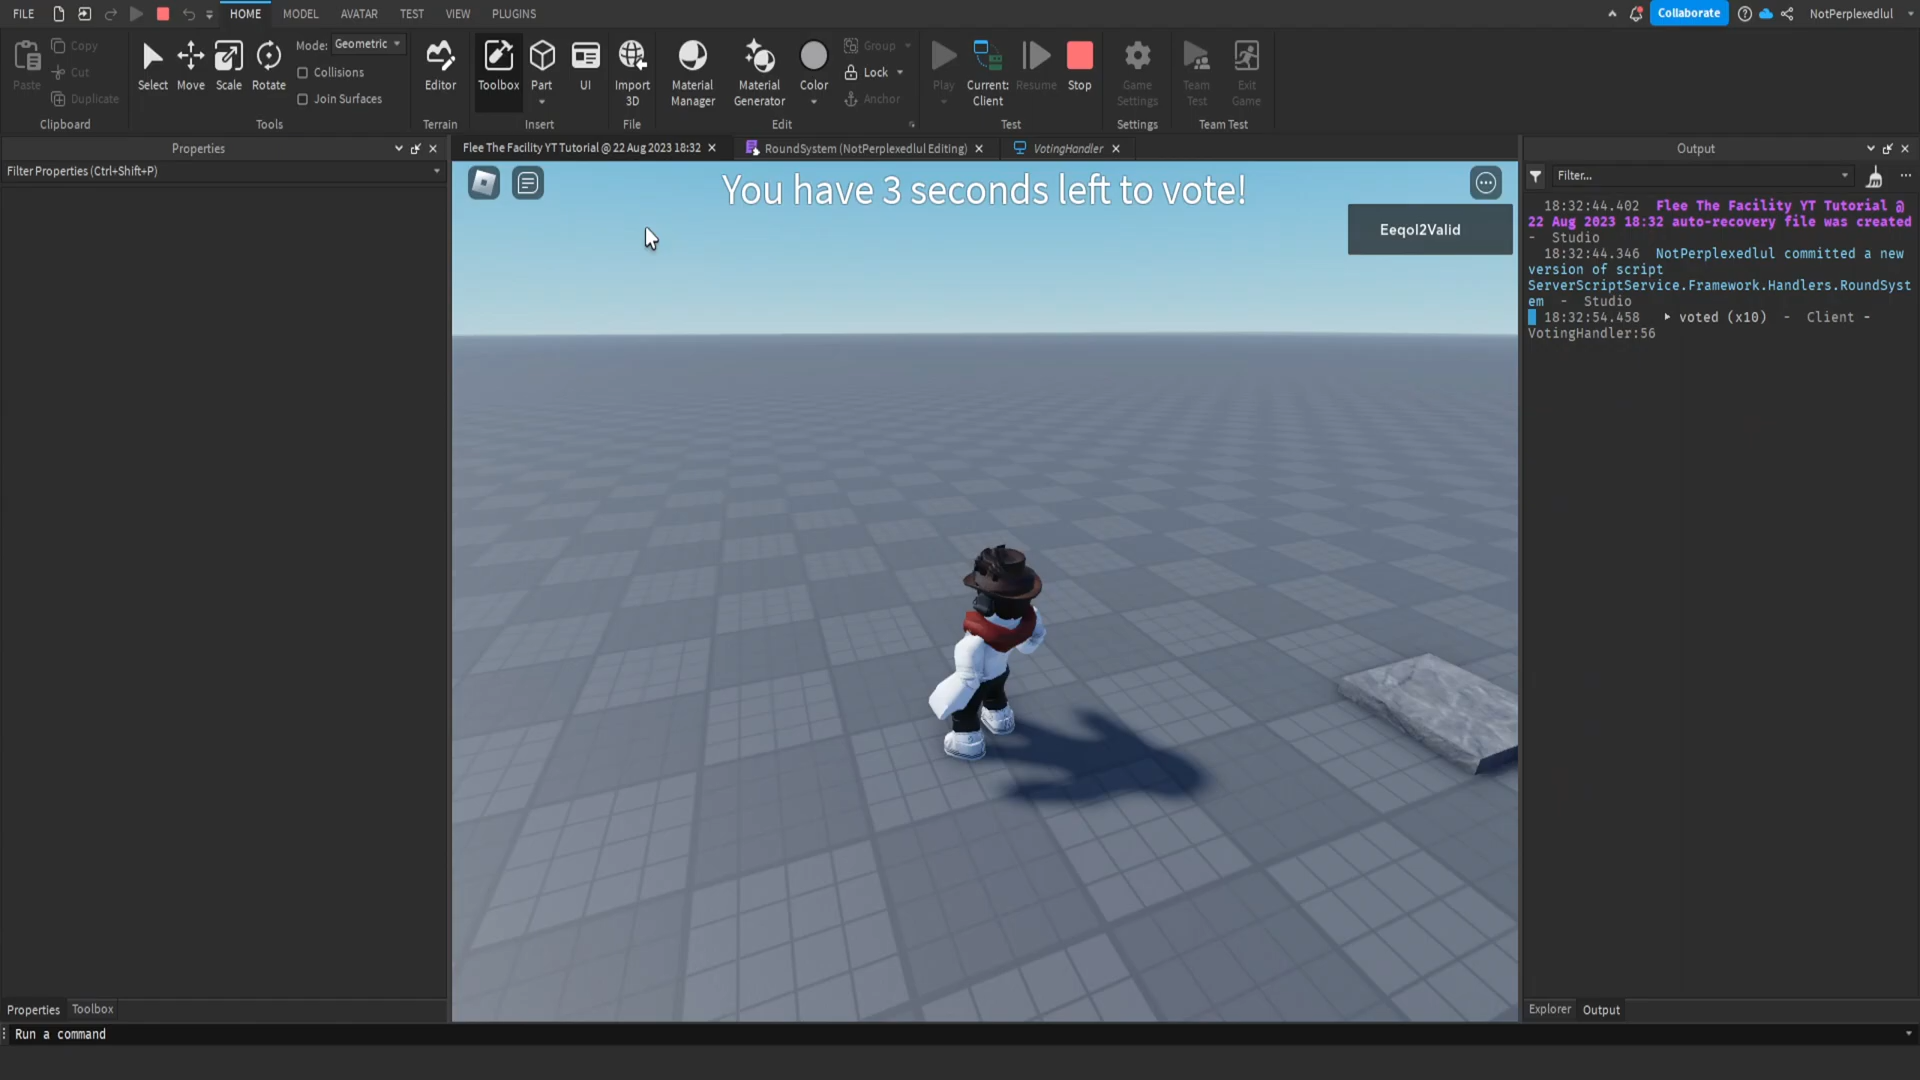 FILE HOME MODEL AVATAR TEST VIEW PLUGINS Collaborate NotPerplexedlul
Paste Copy Cut Duplicate Clipboard
Select Move Scale Rotate Mode: Geometric Collisions Join Surfaces Tools
Editor Terrain
Toolbox Part UI Insert
Import 3D File
Material Manager Material Generator Color Group Lock Anchor Edit
Play Current: Client Resume Stop Test
Game Settings Settings
Team Test Exit Game Team Test
Properties
Filter Properties (Ctrl+Shift+P)
Flee The Facility YT Tutorial @ 22 Aug 2023 18:32
RoundSystem (NotPerplexedlul Editing)
VotingHandler
You have 3 seconds left to vote!
Eeqol2Valid
Output
Filter...
18:32:44.402 Flee The Facility YT Tutorial @
22 Aug 2023 18:32 auto-recovery file was created
- Studio
18:32:44.346 NotPerplexedlul committed a new
version of script
ServerScriptService.Framework.Handlers.RoundSyst
em - Studio
18:32:54.458 voted (x10) - Client -
VotingHandler:56
Properties Toolbox
Explorer Output
Run a command